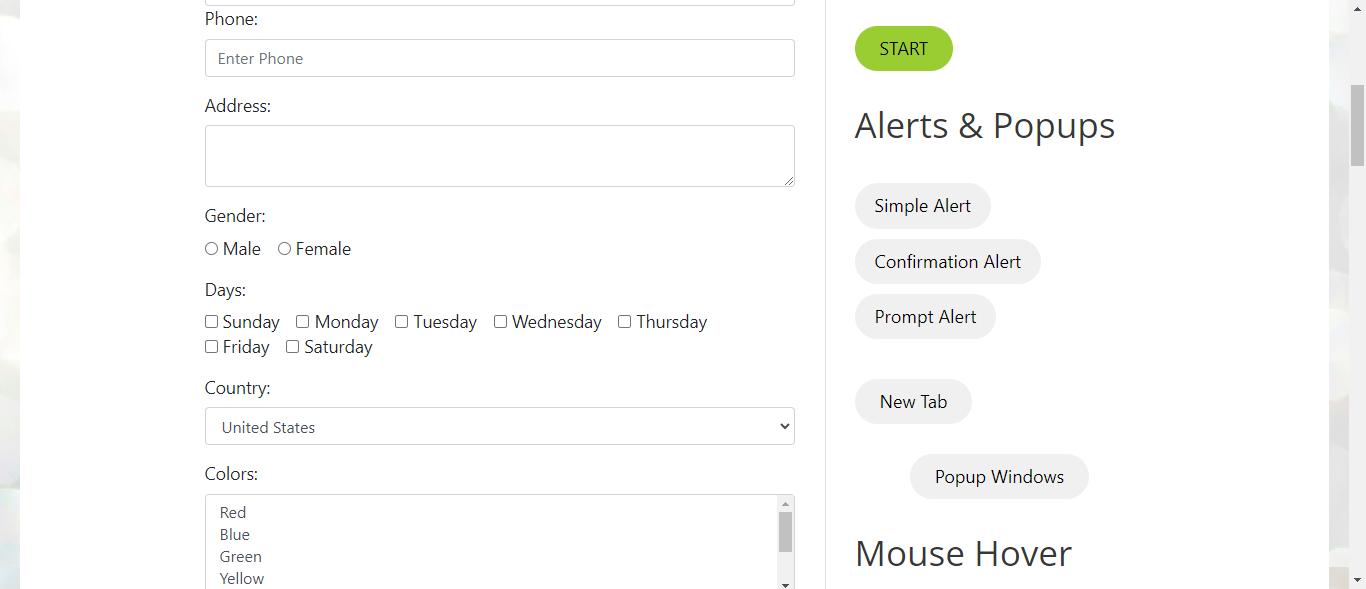 Phone:
Enter Phone
Address:
Gender:
Male Female
Days:
Sunday Monday Tuesday Wednesday Thursday
Friday Saturday
Country:
United States
Colors:
Red
Blue
Green
Yellow
START
Alerts & Popups
Simple Alert
Confirmation Alert
Prompt Alert
New Tab
Popup Windows
Mouse Hover